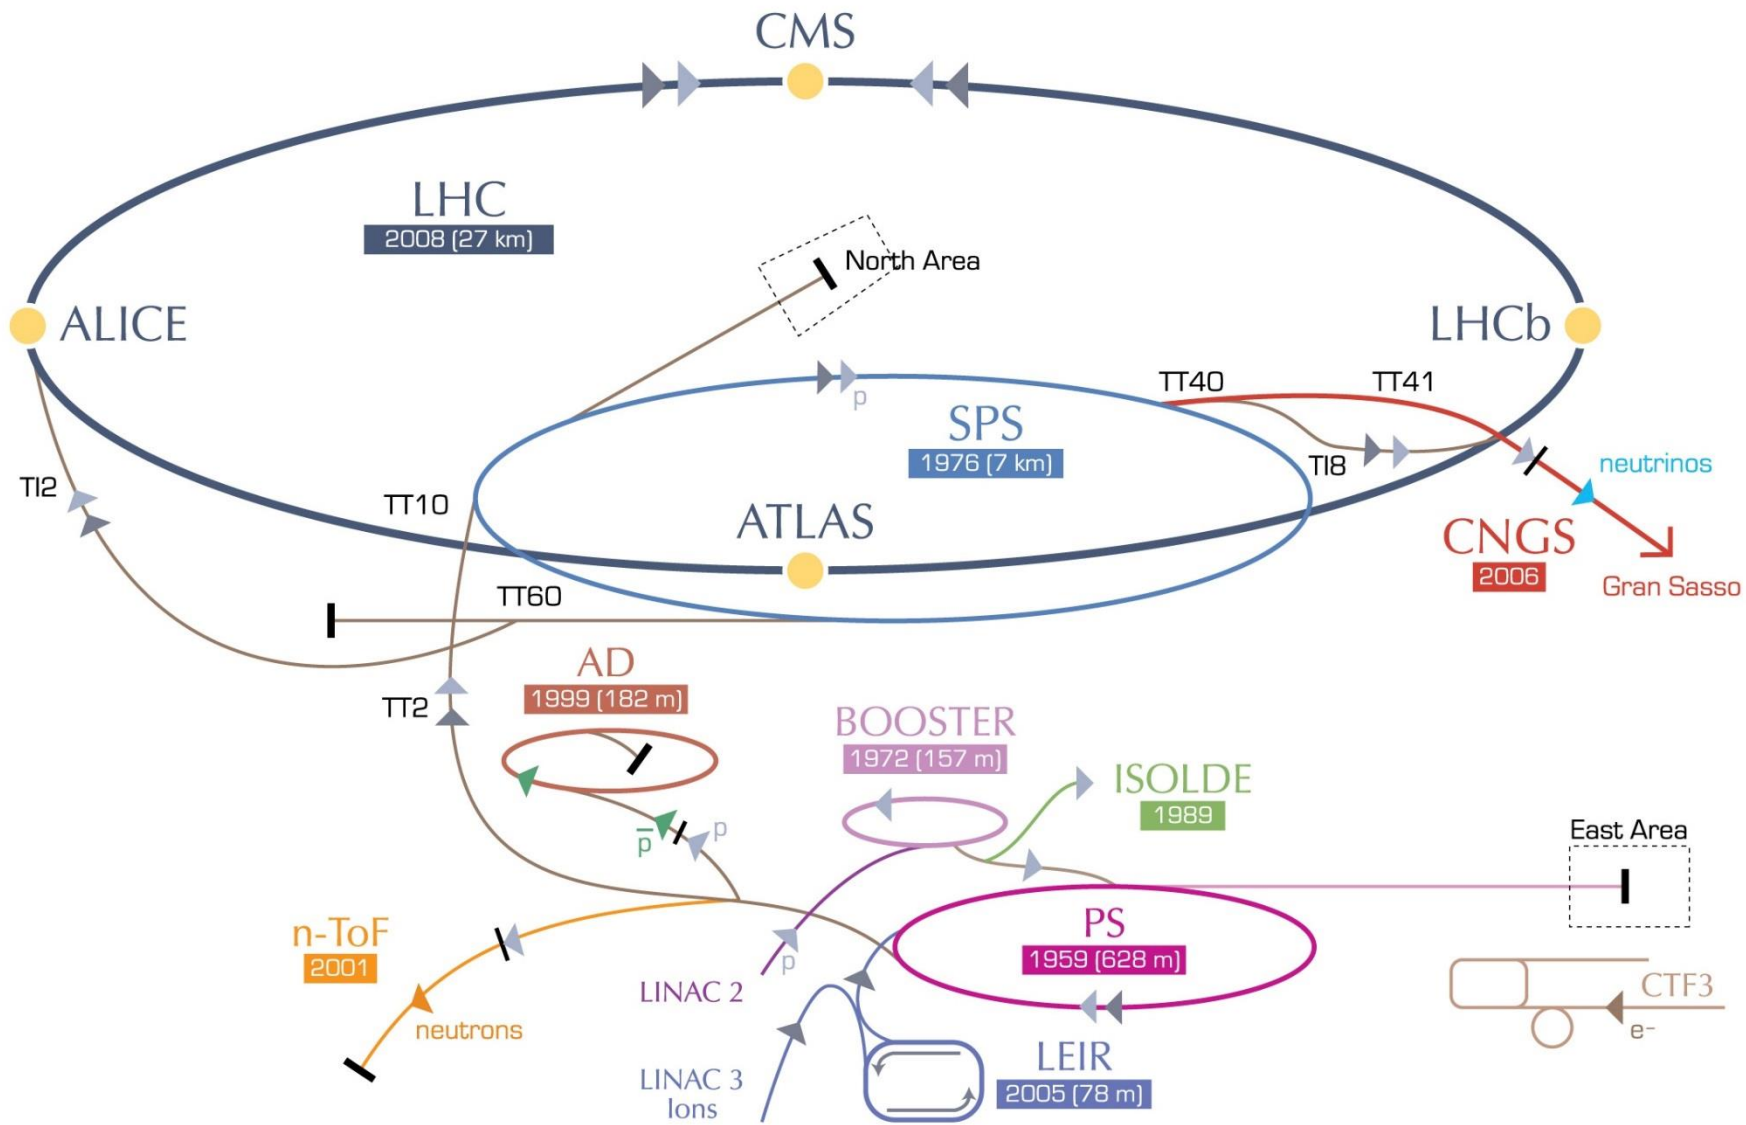 CMS
LHC
2008 (27 km)
North Area
ALICE
LHCb
TT40
TT41
p
SPS
1976 (7 km)
TI8
neutrinos
TI2
TT10
ATLAS
CNGS
2006
Gran Sasso
TT60
AD
1999 (182 m)
TT2
BOOSTER
1972 (157 m)
ISOLDE
1989
p̅
p
East Area
n-ToF
2001
PS
1959 (628 m)
p
LINAC 2
neutrons
CTF3
e⁻
LEIR
2005 (78 m)
LINAC 3
Ions